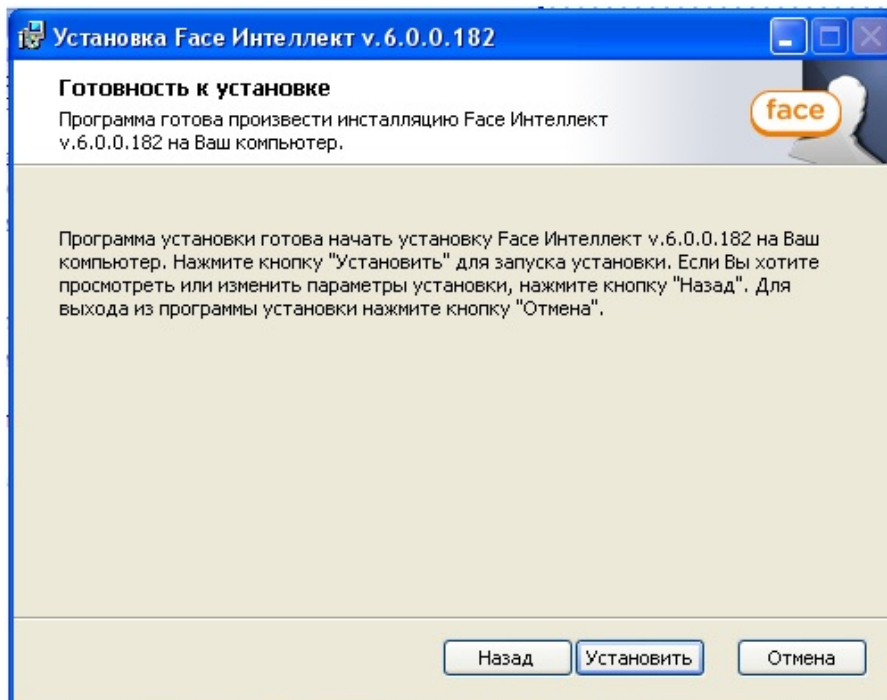 Установка Face Интеллект v.6.0.0.182
Готовность к установке
Программа готова произвести инсталляцию Face Интеллект
v.6.0.0.182 на Ваш компьютер.
face
Программа установки готова начать установку Face Интеллект v.6.0.0.182 на Ваш
компьютер. Нажмите кнопку "Установить" для запуска установки. Если Вы хотите
просмотреть или изменить параметры установки, нажмите кнопку "Назад". Для
выхода из программы установки нажмите кнопку "Отмена".
Назад
Установить
Отмена